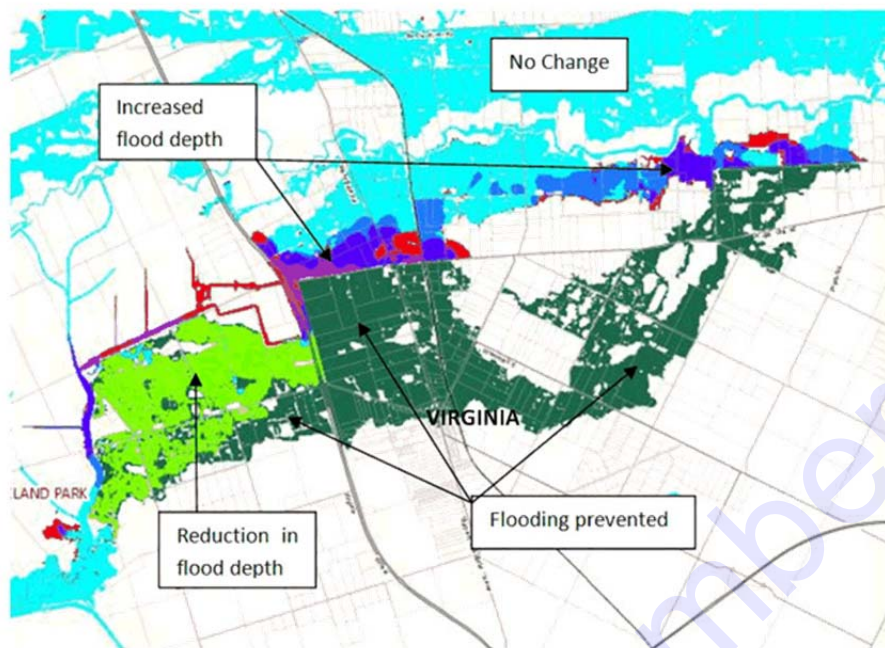 No Change
Increased
flood depth
VIRGINIA
LAND PARK
Reduction in
flood depth
Flooding prevented